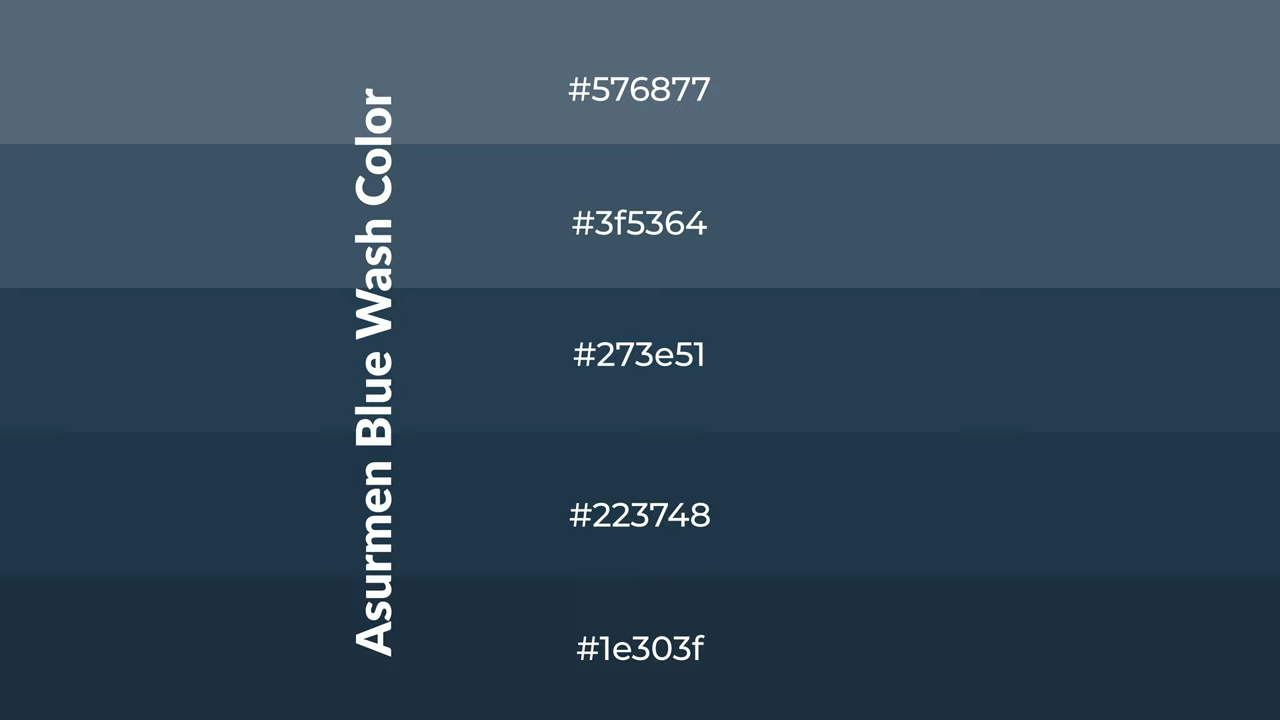 Asurmen Blue Wash Color
#576877
#3f5364
#273e51
#223748
#1e303f